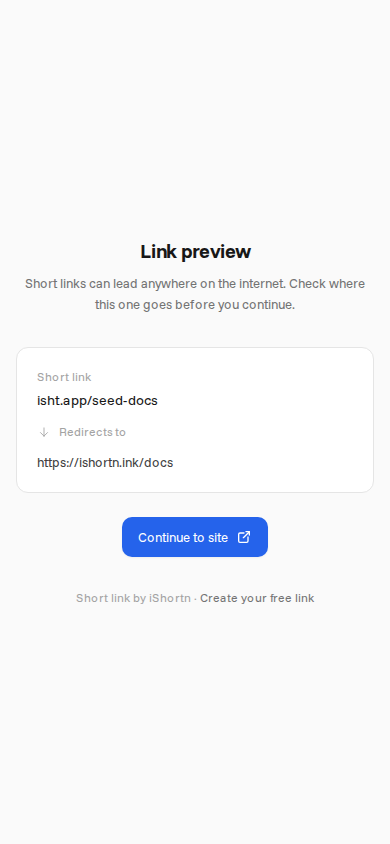 Link preview
Short links can lead anywhere on the internet. Check where
this one goes before you continue.
Short link
isht.app/seed-docs
Redirects to
https://ishortn.ink/docs
Continue to site
Short link by iShortn · Create your free link